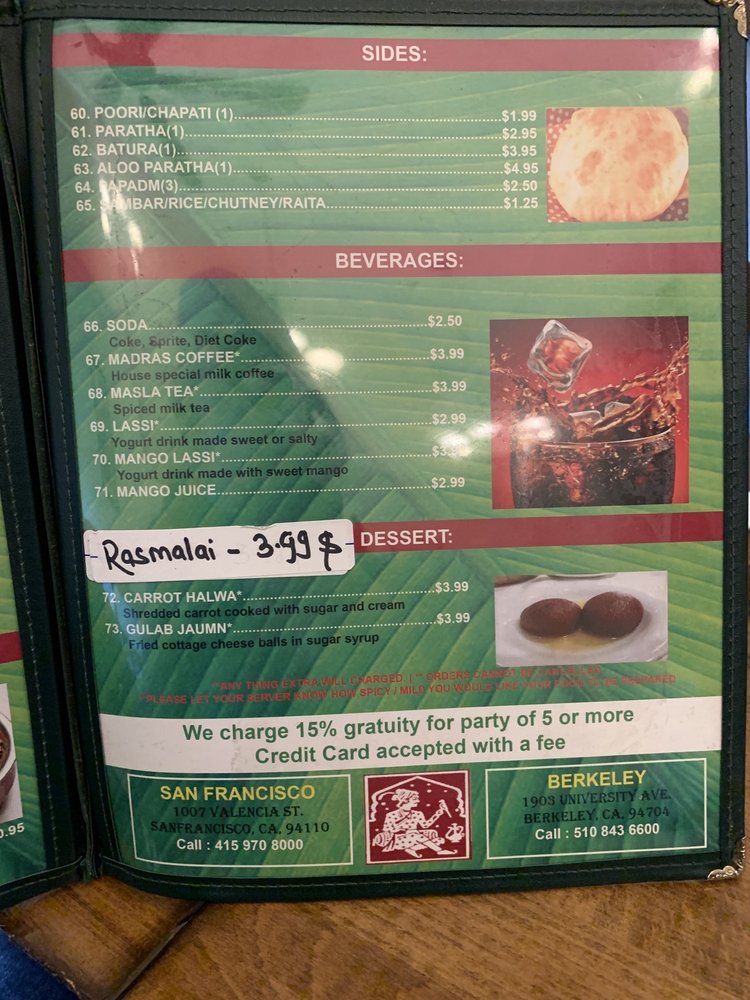 SIDES:
60. POORI/CHAPATI (1)........$1.99
61. PARATHA(1)........$2.95
62. BATURA(1)........$3.95
63. ALOO PARATHA(1)........$4.95
64. PAPADM(3)........$2.50
65. SAMBAR/RICE/CHUTNEY/RAITA........$1.25
BEVERAGES:
66. SODA........$2.50
Coke, Sprite, Diet Coke
67. MADRAS COFFEE*........$3.99
House special milk coffee
68. MASLA TEA*........$3.99
Spiced milk tea
69. LASSI*........$2.99
Yogurt drink made sweet or salty
70. MANGO LASSI*........
Yogurt drink made with sweet mango
71. MANGO JUICE........$2.99
Rasmalai - 3.99 $
DESSERT:
72. CARROT HALWA*........$3.99
Shredded carrot cooked with sugar and cream
73. GULAB JAUMN*........$3.99
Fried cottage cheese balls in sugar syrup
*ANY THING EXTRA WILL CHARGED. | ** ORDERS CANNOT BE CANCELLED
*PLEASE LET YOUR SERVER KNOW HOW SPICY / MILD YOU WOULD LIKE YOUR FOOD TO BE PREPARED
We charge 15% gratuity for party of 5 or more
Credit Card accepted with a fee
SAN FRANCISCO
1007 VALENCIA ST.
SANFRANCISCO, CA, 94110
Call : 415 970 8000
BERKELEY
1903 UNIVERSITY AVE.
BERKELEY, CA, 94704
Call : 510 843 6600